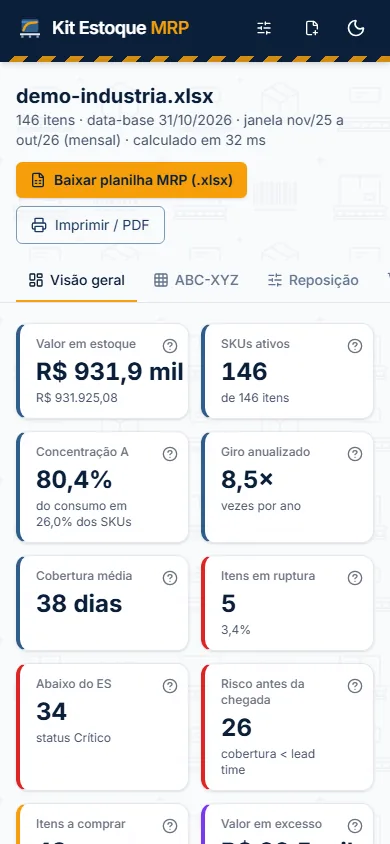 Kit Estoque MRP
demo-industria.xlsx
146 itens · data-base 31/10/2026 · janela nov/25 a
out/26 (mensal) · calculado em 32 ms
Baixar planilha MRP (.xlsx)
Imprimir / PDF
Visão geral
ABC-XYZ
Reposição
Valor em estoque
R$ 931,9 mil
R$ 931.925,08
SKUs ativos
146
de 146 itens
Concentração A
80,4%
do consumo em
26,0% dos SKUs
Giro anualizado
8,5×
vezes por ano
Cobertura média
38 dias
Itens em ruptura
5
3,4%
Abaixo do ES
34
status Crítico
Risco antes da
chegada
26
cobertura < lead
time
Itens a comprar
Valor em excesso